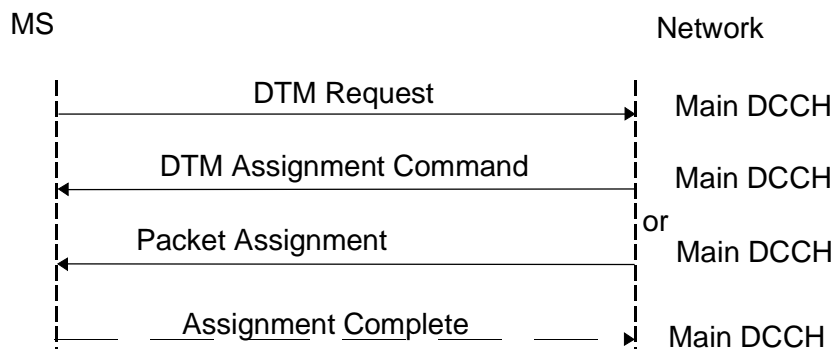 MS
Network
DTM Request
Main DCCH
DTM Assignment Command
Main DCCH
or
Packet Assignment
Main DCCH
Assignment Complete
Main DCCH